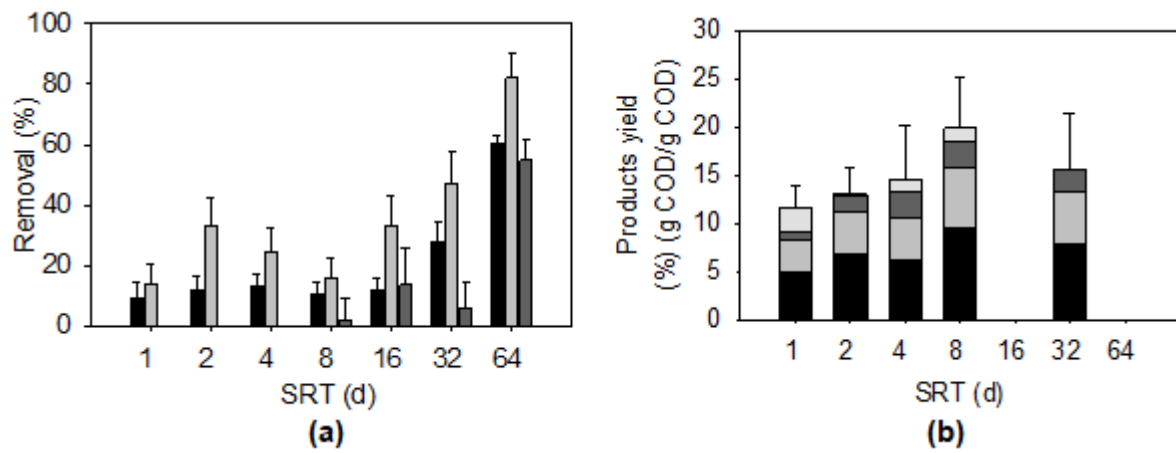 Removal (%)
100
80
60
40
20
0
1 2 4 8 16 32 64
SRT (d)
(a)
Products yield
(%) (g COD/g COD)
30
25
20
15
10
5
0
1 2 4 8 16 32 64
SRT (d)
(b)